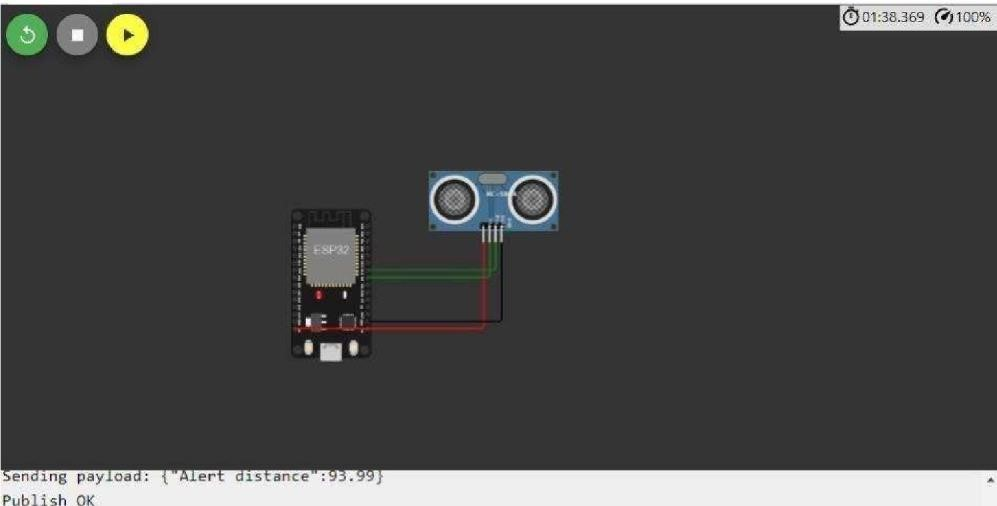 01:38.369 100%
ESP32
Sending payload: {"Alert distance":93.99}
Publish OK